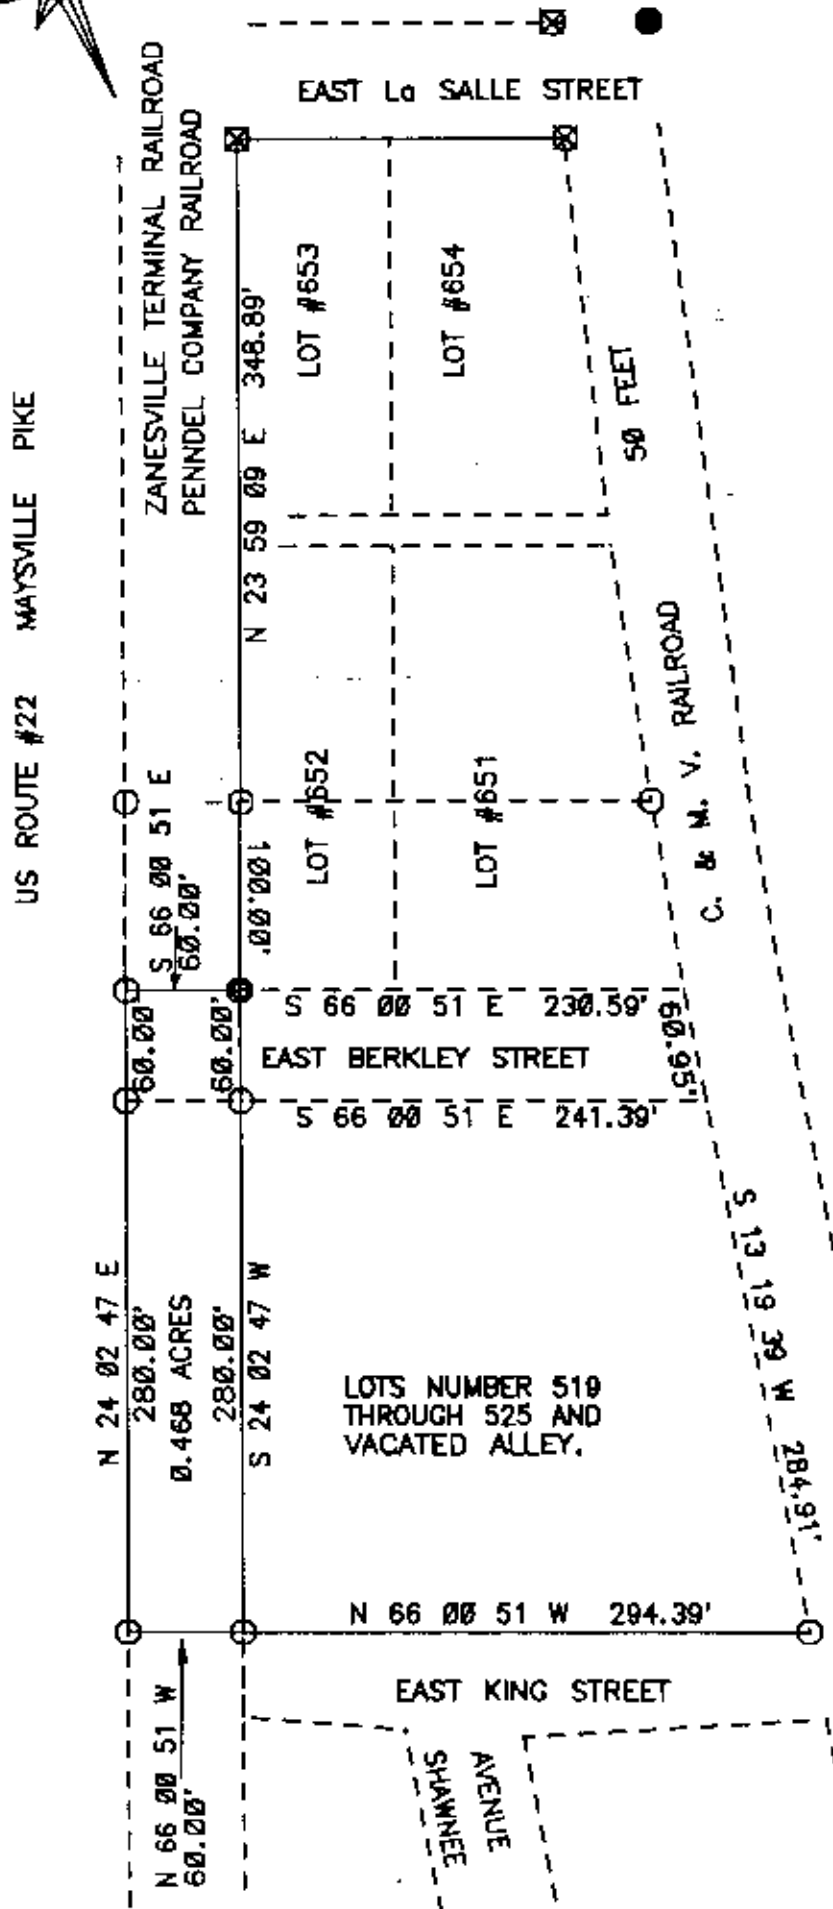 EAST La SALLE STREET
ZANESVILLE TERMINAL RAILROAD
PENNDEL COMPANY RAILROAD
US ROUTE #22 MAYSVILLE PIKE
N 23 59 09 E 348.89'
LOT #653
LOT #654
50 FEET
C. & M. V. RAILROAD
LOT #652
LOT #651
100.00'
S 66 00 51 E
60.00'
S 66 00 51 E 230.59'
60.00
60.00'
EAST BERKLEY STREET
60.95'
S 66 00 51 E 241.39'
N 24 02 47 E
280.00'
0.468 ACRES
280.00'
S 24 02 47 W
LOTS NUMBER 519
THROUGH 525 AND
VACATED ALLEY.
S 13 19 39 W 284.91'
N 66 00 51 W 294.39'
EAST KING STREET
N 66 00 51 W
60.00'
SHAWNEE
AVENUE